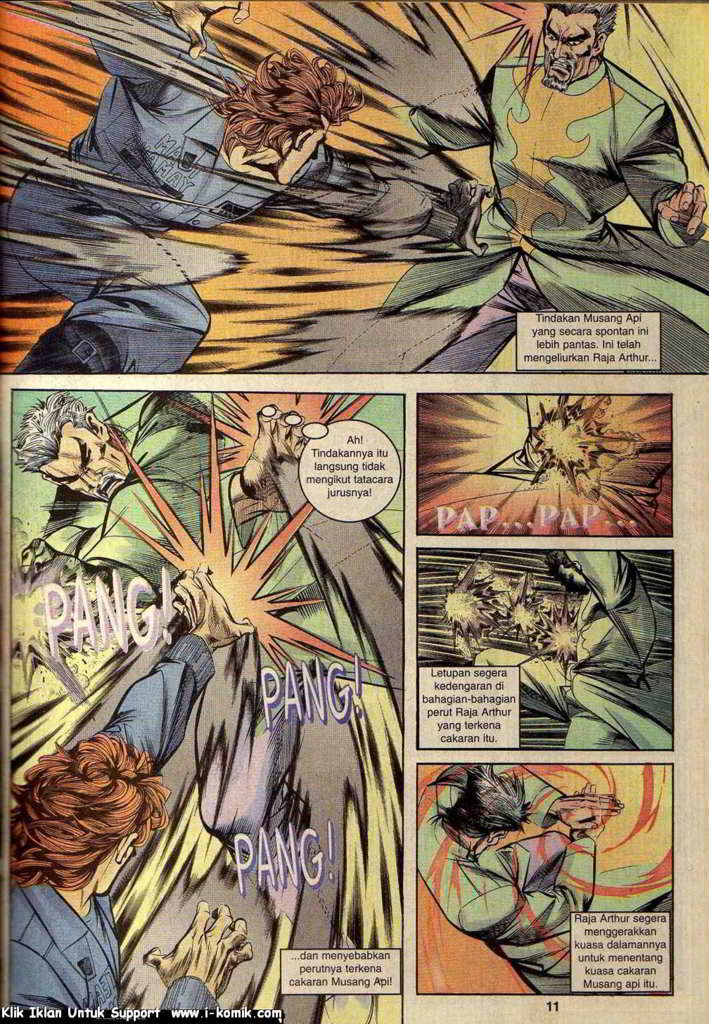 Tindakan Musang Api
yang secara spontan ini
lebih pantas. Ini telah
mengeliurkan Raja Arthur...
Ah!
Tindakannya itu
langsung tidak
mengikut tatacara
jurusnya!
PANG!
PANG!
PANG!
...dan menyebabkan
perutnya terkena
cakaran Musang Api!
PAP...PAP...
Letupan segera
kedengaran di
bahagian-bahagian
perut Raja Arthur
yang terkena
cakaran itu.
Raja Arthur segera
menggerakkan
kuasa dalamannya
untuk menentang
kuasa cakaran
Musang api itu.
11
Klik Iklan Untuk Support www.i-komik.com